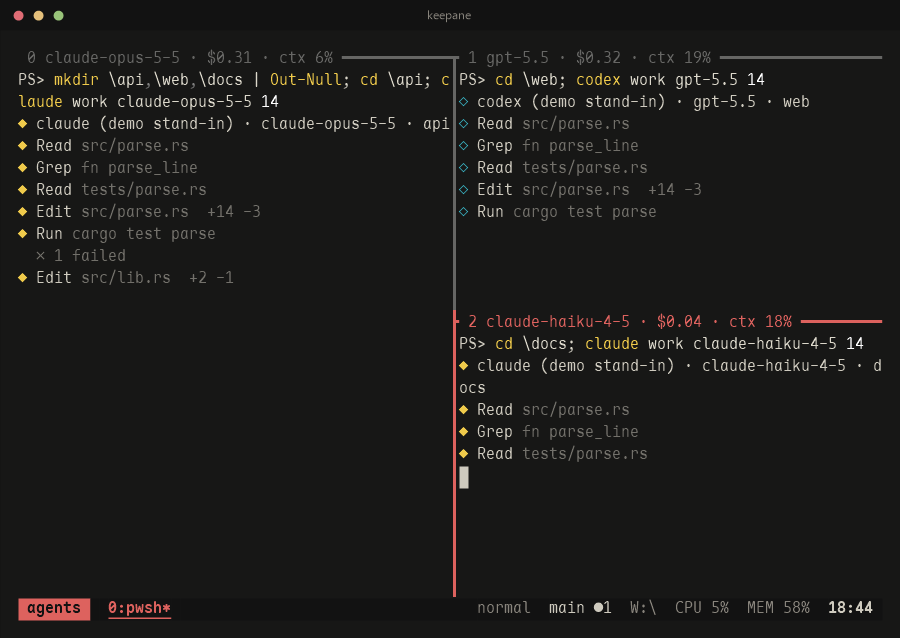 keepane
0 claude-opus-5-5 · $0.31 · ctx 6%
PS> mkdir \api,\web,\docs | Out-Null; cd \api; c
laude work claude-opus-5-5 14
◆ claude (demo stand-in) · claude-opus-5-5 · api
◆ Read src/parse.rs
◆ Grep fn parse_line
◆ Read tests/parse.rs
◆ Edit src/parse.rs  +14 -3
◆ Run cargo test parse
× 1 failed
◆ Edit src/lib.rs  +2 -1
1 gpt-5.5 · $0.32 · ctx 19%
PS> cd \web; codex work gpt-5.5 14
◇ codex (demo stand-in) · gpt-5.5 · web
◇ Read src/parse.rs
◇ Grep fn parse_line
◇ Read tests/parse.rs
◇ Edit src/parse.rs  +14 -3
◇ Run cargo test parse
2 claude-haiku-4-5 · $0.04 · ctx 18%
PS> cd \docs; claude work claude-haiku-4-5 14
◆ claude (demo stand-in) · claude-haiku-4-5 · d
ocs
◆ Read src/parse.rs
◆ Grep fn parse_line
◆ Read tests/parse.rs
agents 0:pwsh* normal main ●1 W:\ CPU 5% MEM 58% 18:44